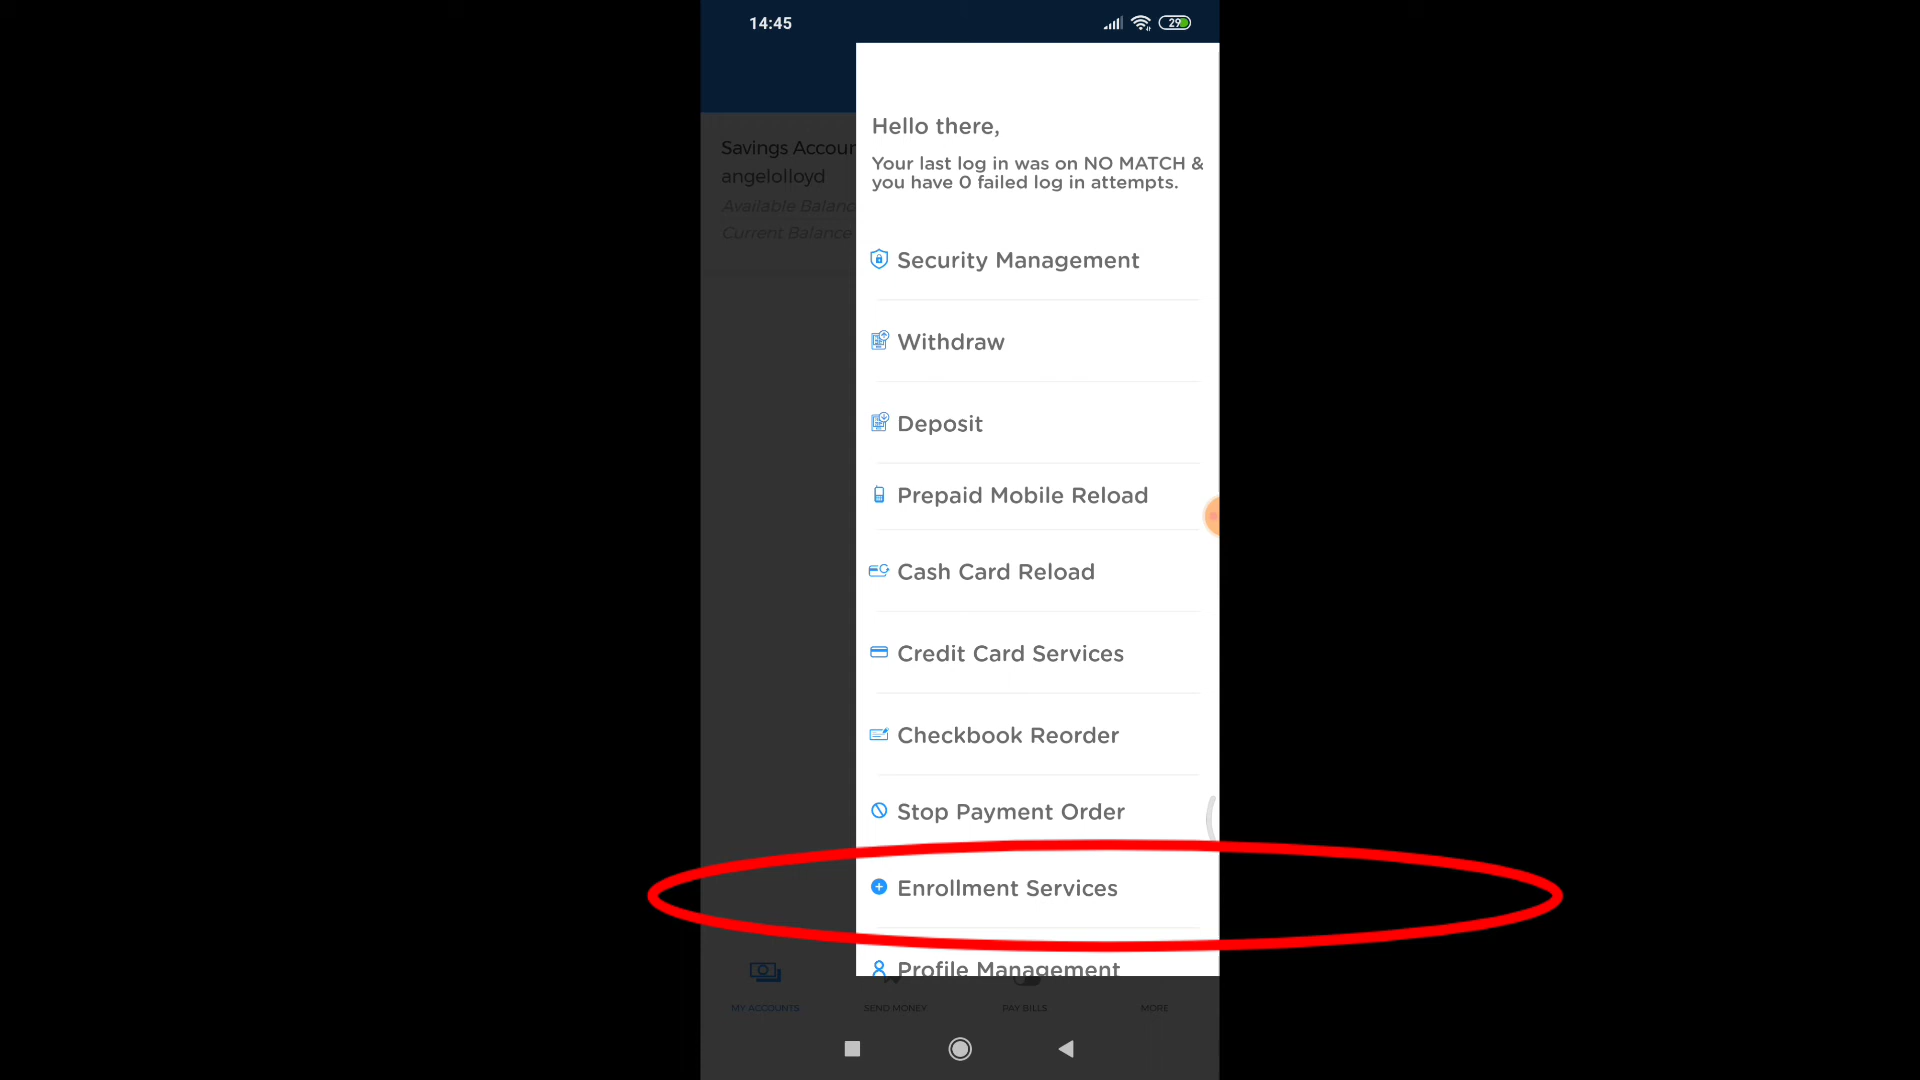 14:45
29
Savings Accour
angelolloyd
Available Balanc
Current Balance
Hello there,
Your last log in was on NO MATCH &
you have 0 failed log in attempts.
Security Management
Withdraw
Deposit
Prepaid Mobile Reload
Cash Card Reload
Credit Card Services
Checkbook Reorder
Stop Payment Order
Enrollment Services
Profile Management
MY ACCOUNTS
SEND MONEY
PAY BILLS
MORE